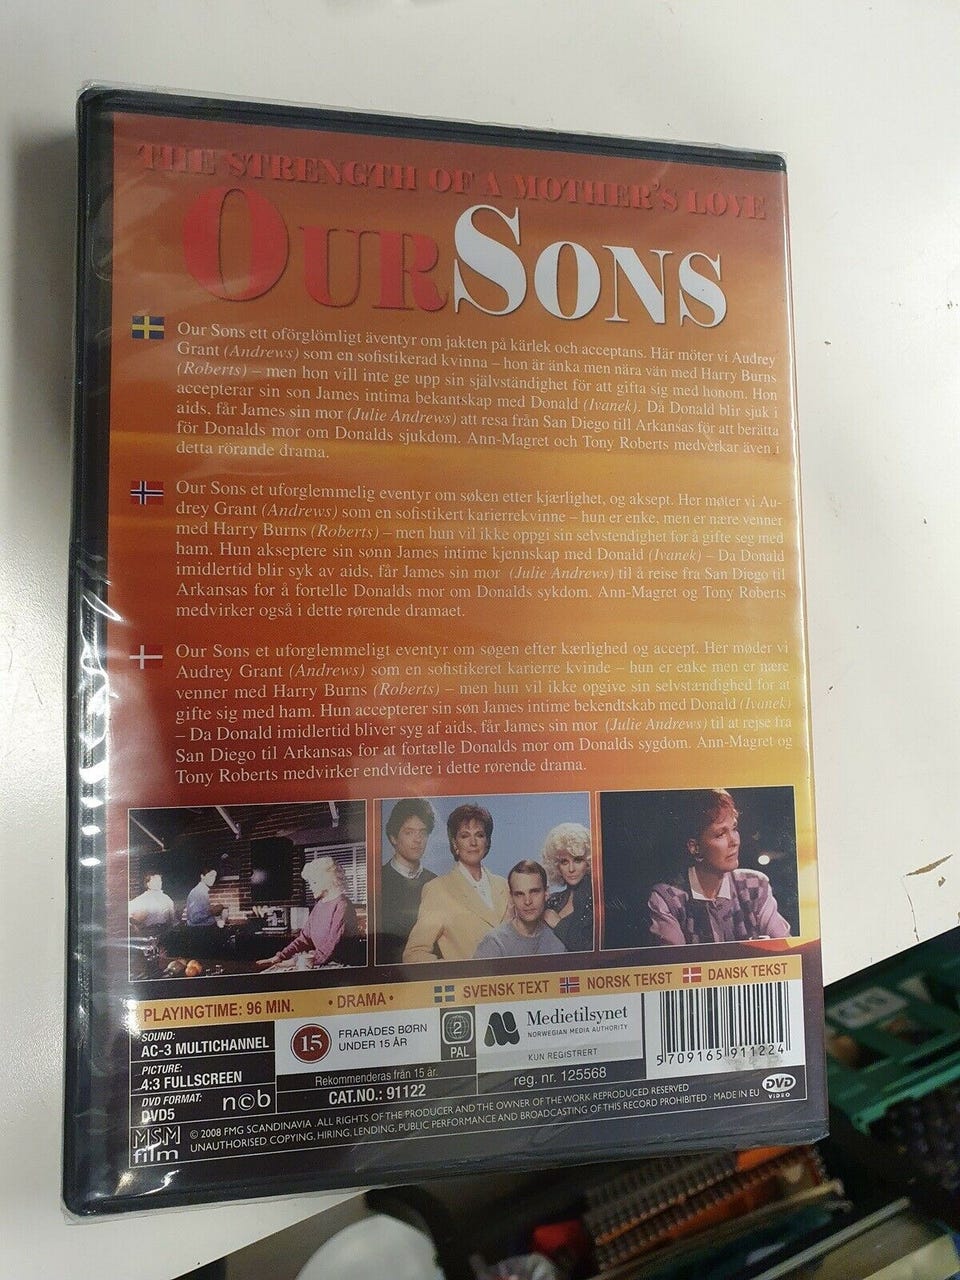 THE STRENGTH OF A MOTHER'S LOVE
OUR SONS
Our Sons ett oförglömligt äventyr om jakten på kärlek och acceptans. Här möter vi Audrey
Grant (Andrews) som en sofistikerad kvinna – hon är änka men nära vän med Harry Burns
(Roberts) – men hon vill inte ge upp sin självständighet för att gifta sig med honom. Hon
accepterar sin son James intima bekantskap med Donald (Ivanek). Då Donald blir sjuk i
aids, får James sin mor (Julie Andrews) att resa från San Diego till Arkansas för att berätta
för Donalds mor om Donalds sjukdom. Ann-Magret och Tony Roberts medverkar även i
detta rörande drama.
Our Sons et uforglemmelig eventyr om søken etter kjærlighet, og aksept. Her møter vi Au-
drey Grant (Andrews) som en sofistikert karierrekvinne – hun er enke, men er nære venner
med Harry Burns (Roberts) – men hun vil ikke oppgi sin selvstendighet for å gifte seg med
ham. Hun akseptere sin sønn James intime kjennskap med Donald (Ivanek) – Da Donald
imidlertid blir syk av aids, får James sin mor (Julie Andrews) til å reise fra San Diego til
Arkansas for å fortelle Donalds mor om Donalds sykdom. Ann-Magret og Tony Roberts
medvirker også i dette rørende dramaet.
Our Sons et uforglemmeligt eventyr om søgen efter kærlighed og accept. Her møder vi
Audrey Grant (Andrews) som en sofistikeret karierre kvinde – hun er enke men er nære
venner med Harry Burns (Roberts) – men hun vil ikke opgive sin selvstændighed for at
gifte sig med ham. Hun accepterer sin søn James intime bekendtskab med Donald (Ivanek)
– Da Donald imidlertid bliver syg af aids, får James sin mor (Julie Andrews) til at rejse fra
San Diego til Arkansas for at fortælle Donalds mor om Donalds sygdom. Ann-Magret og
Tony Roberts medvirker endvidere i dette rørende drama.
PLAYINGTIME: 96 MIN. • DRAMA • SVENSK TEXT NORSK TEKST DANSK TEKST
SOUND:
AC-3 MULTICHANNEL
PICTURE:
4:3 FULLSCREEN
DVD FORMAT:
DVD5
n©b
15
FRARÅDES BØRN
UNDER 15 ÅR
2
PAL
Rekommenderas från 15 år.
CAT.NO.: 91122
Medietilsynet
NORWEGIAN MEDIA AUTHORITY
KUN REGISTRERT
reg. nr. 125568
5 709165 911224
MSM
film
© 2008 FMG SCANDINAVIA .ALL RIGHTS OF THE PRODUCER AND THE OWNER OF THE WORK REPRODUCED RESERVED
UNAUTHORISED COPYING, HIRING, LENDING, PUBLIC PERFORMANCE AND BROADCASTING OF THIS RECORD PROHIBITED · MADE IN EU
DVD
VIDEO